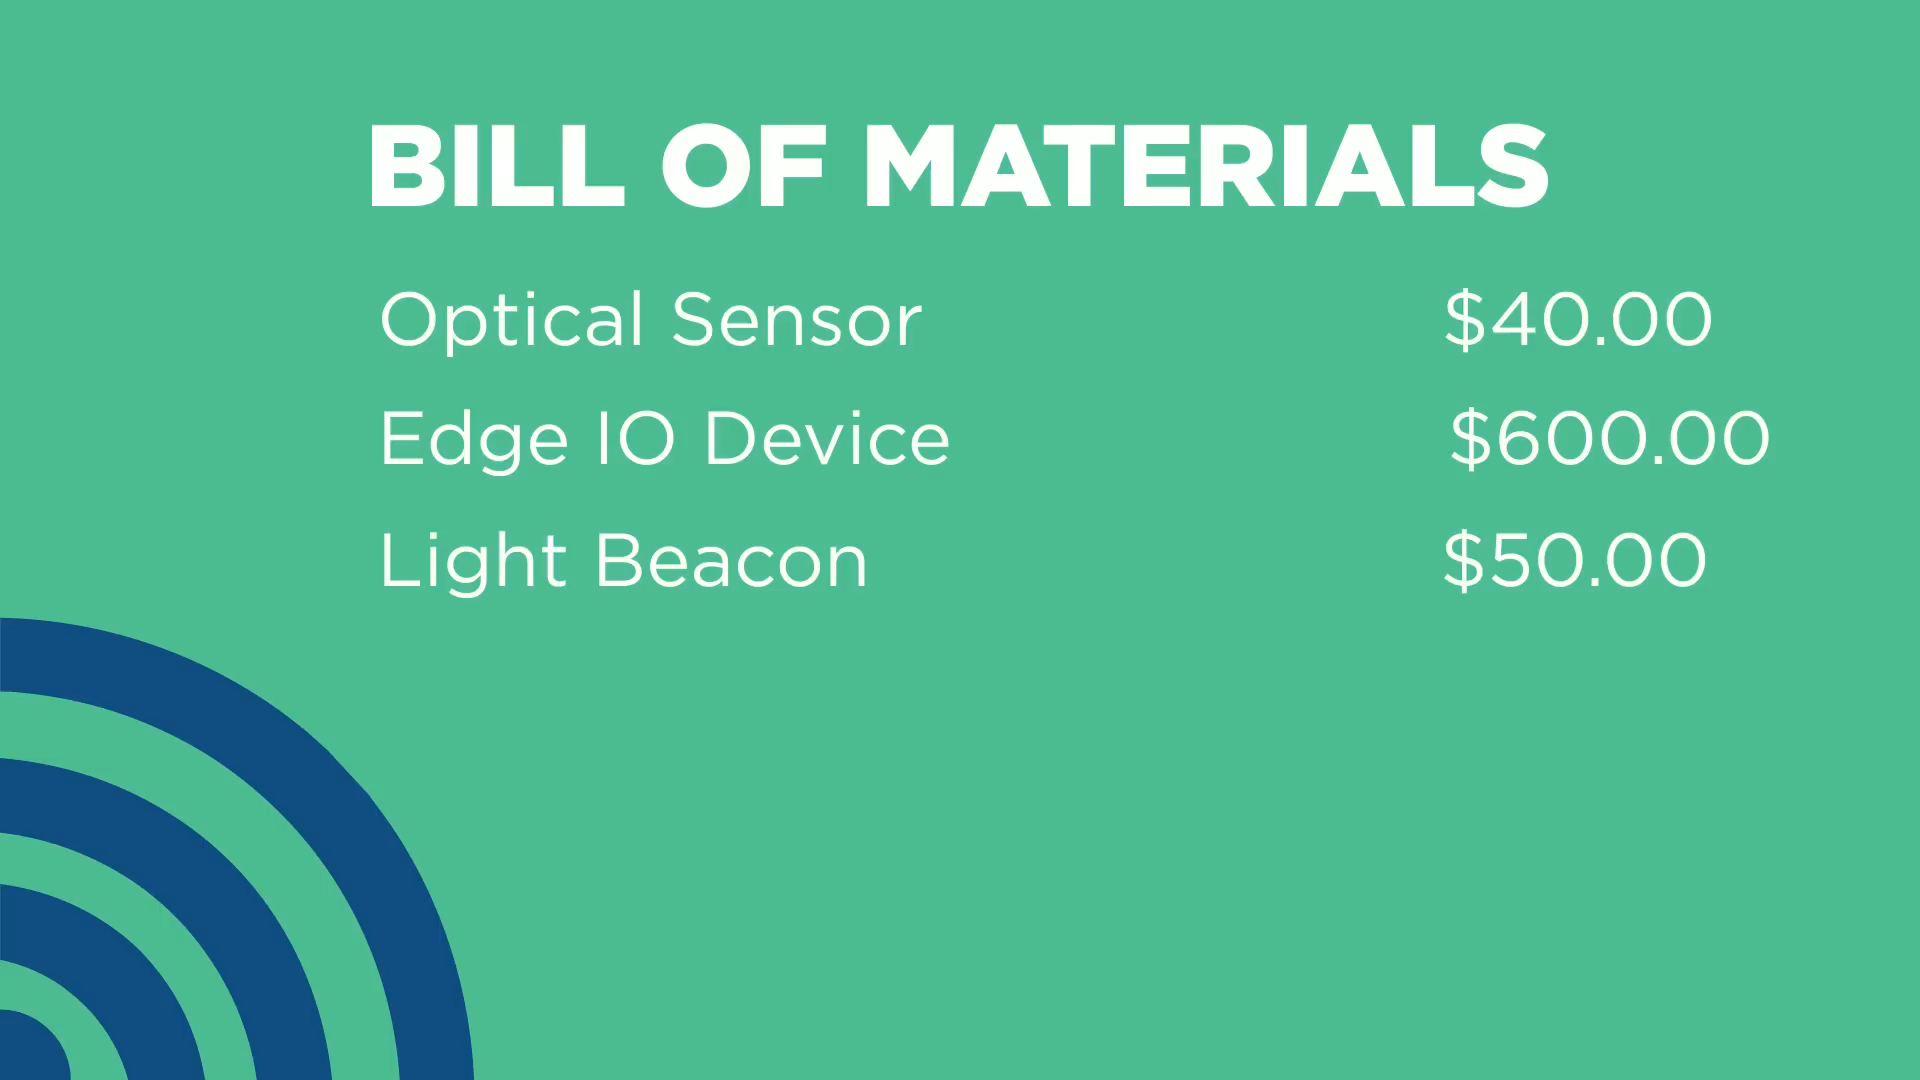 BILL OF MATERIALS
Optical Sensor $40.00
Edge IO Device $600.00
Light Beacon $50.00